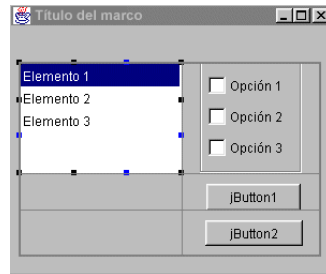 Título del marco
Elemento 1
Elemento 2
Elemento 3
Opción 1
Opción 2
Opción 3
jButton1
jButton2